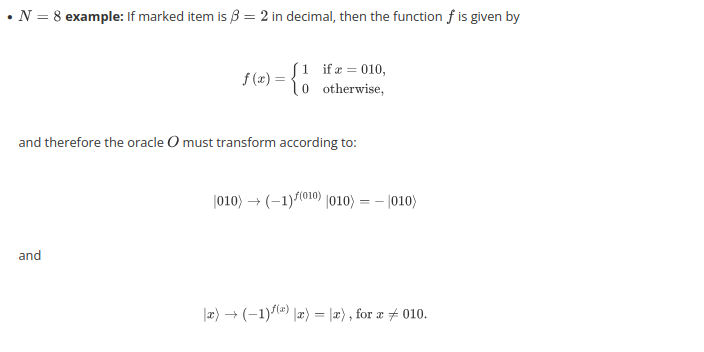 • N = 8 example: If marked item is β = 2 in decimal, then the function f is given by
f (x) = { 1 if x = 010,
0 otherwise,
and therefore the oracle O must transform according to:
|010⟩ → (−1)^{f(010)} |010⟩ = − |010⟩
and
|x⟩ → (−1)^{f(x)} |x⟩ = |x⟩ , for x ≠ 010.